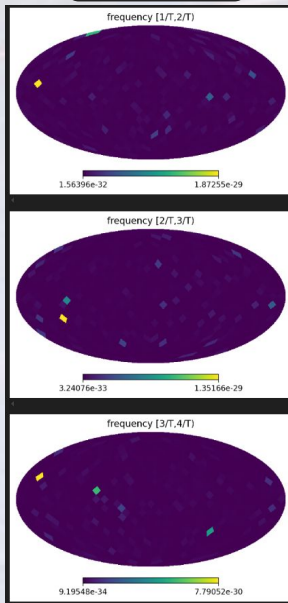 frequency [1/T,2/T)
1.56396e-32 1.87255e-29
frequency [2/T,3/T)
3.24076e-33 1.35166e-29
frequency [3/T,4/T)
9.19548e-34 7.79052e-30